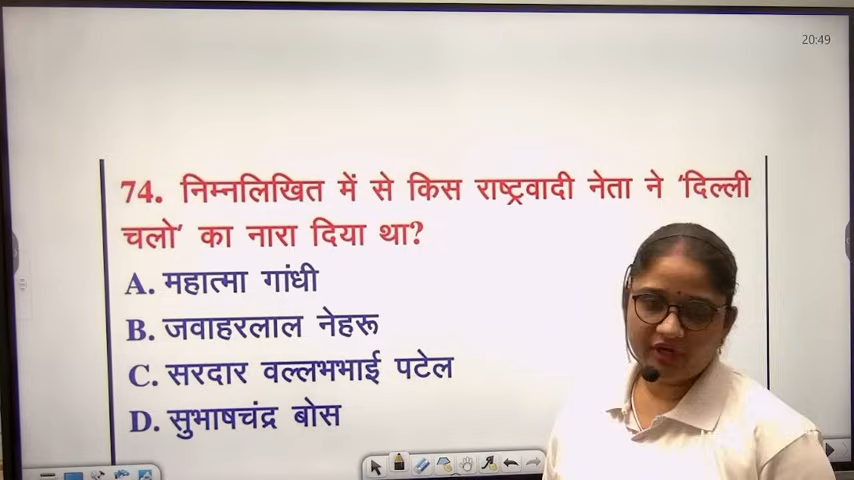 20:49
74. निम्नलिखित में से किस राष्ट्रवादी नेता ने ‘दिल्ली
चलो’ का नारा दिया था?
A. महात्मा गांधी
B. जवाहरलाल नेहरू
C. सरदार वल्लभभाई पटेल
D. सुभाषचंद्र बोस